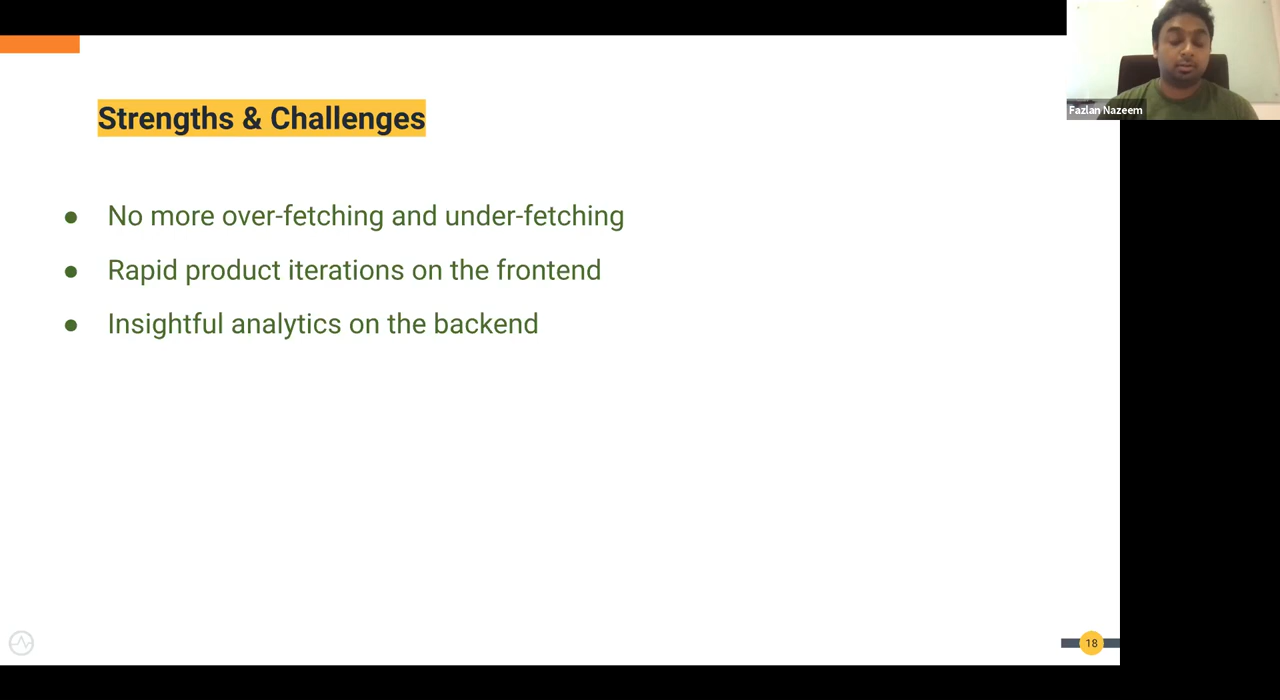 Strengths & Challenges
● No more over-fetching and under-fetching
● Rapid product iterations on the frontend
● Insightful analytics on the backend
Fazlan Nazeem
18